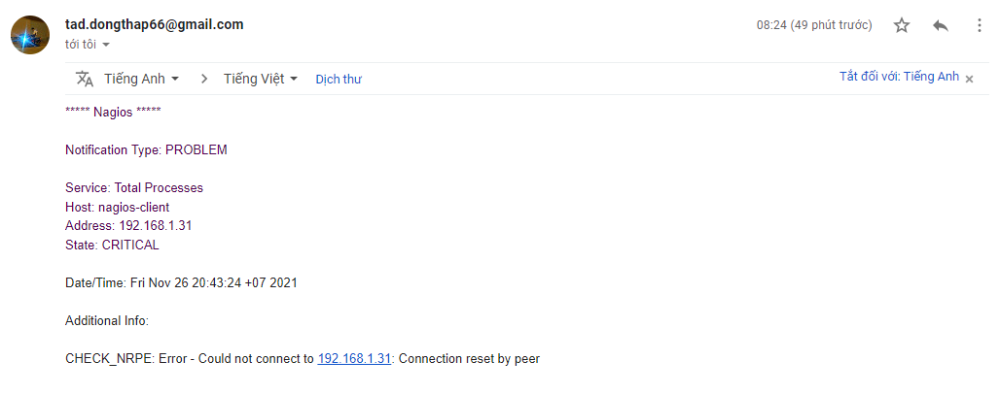 tad.dongthap66@gmail.com
08:24 (49 phút trước)
tới tôi
Tiếng Anh
Tiếng Việt
Dịch thư
Tắt đối với: Tiếng Anh
***** Nagios *****
Notification Type: PROBLEM
Service: Total Processes
Host: nagios-client
Address: 192.168.1.31
State: CRITICAL
Date/Time: Fri Nov 26 20:43:24 +07 2021
Additional Info:
CHECK_NRPE: Error - Could not connect to 192.168.1.31: Connection reset by peer